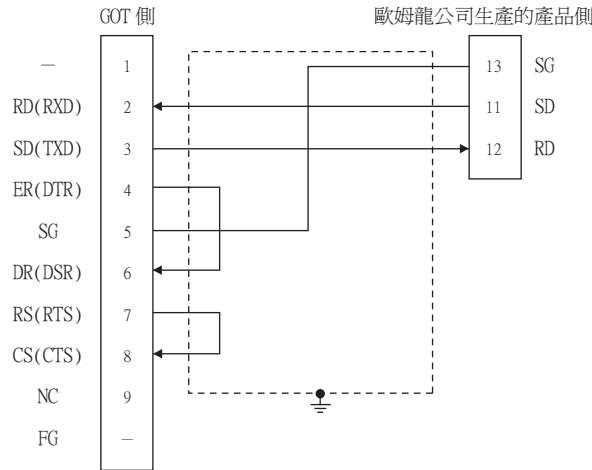 GOT 側 歐姆龍公司生產的產品側
— 1 13 SG
RD(RXD) 2 11 SD
SD(TXD) 3 12 RD
ER(DTR) 4
SG 5
DR(DSR) 6
RS(RTS) 7
CS(CTS) 8
NC 9
FG —